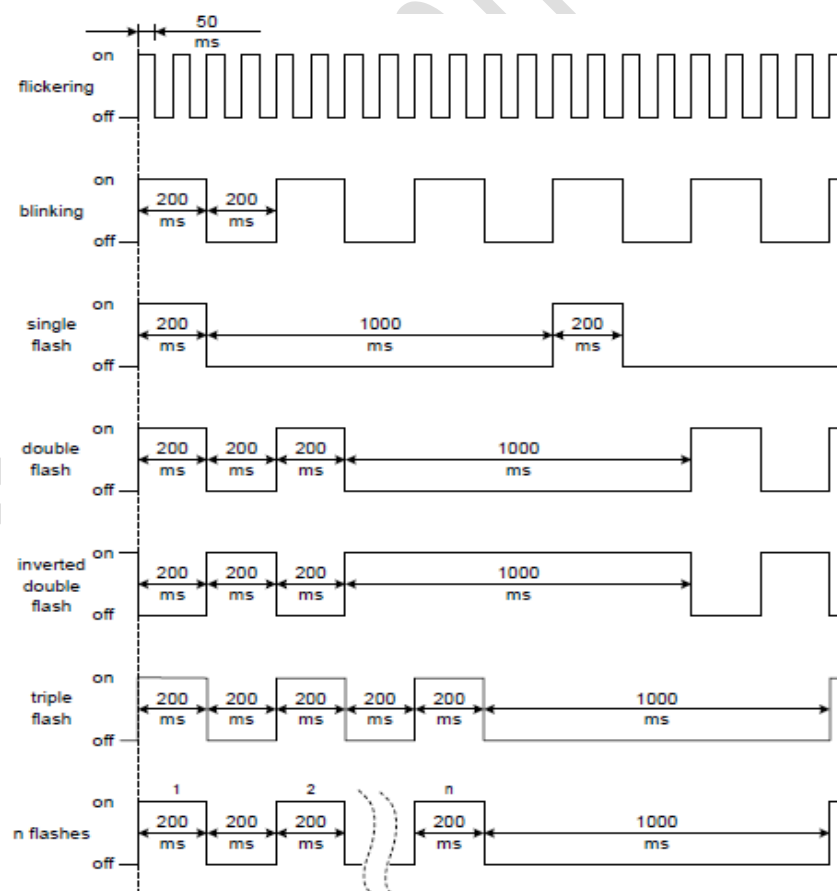 50
ms
on
flickering
off
on
200 200
blinking
ms ms
off
on
single 200 1000 200
flash ms ms ms
off
on
double 200 200 200 1000
flash ms ms ms ms
off
on
inverted 200 200 200 1000
double ms ms ms ms
flash off
on
triple 200 200 200 200 200 1000
flash ms ms ms ms ms ms
off
1 2 n
on
200 200 200 200 1000
n flashes ms ms ms ms ms
off